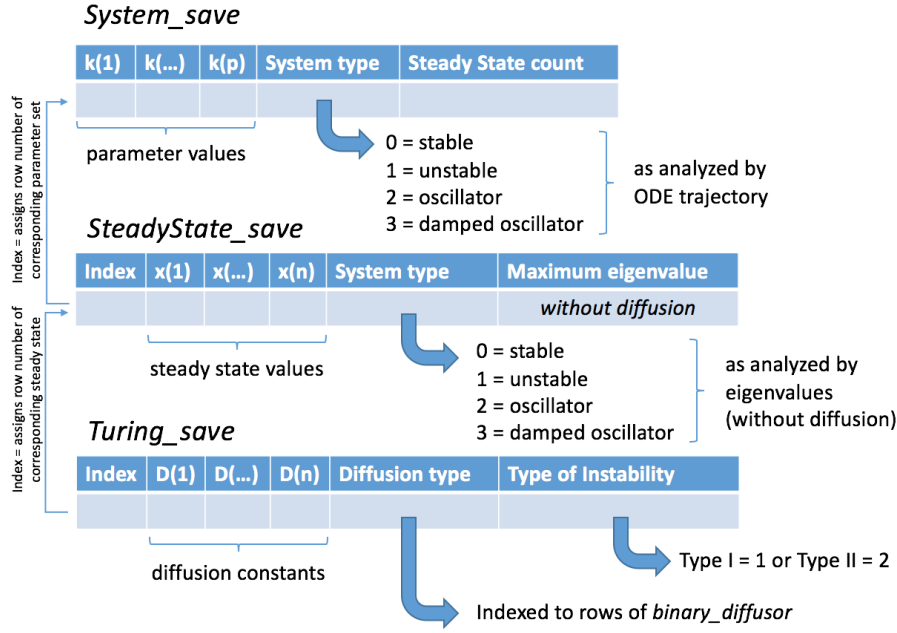 System_save
k(1) k(...) k(p) System type Steady State count
parameter values
0 = stable
1 = unstable
2 = oscillator
3 = damped oscillator
as analyzed by
ODE trajectory
Index = assigns row number of
corresponding parameter set
SteadyState_save
Index x(1) x(...) x(n) System type Maximum eigenvalue
without diffusion
steady state values
0 = stable
1 = unstable
2 = oscillator
3 = damped oscillator
as analyzed by
eigenvalues
(without diffusion)
Index = assigns row number of
corresponding steady state
Turing_save
Index D(1) D(...) D(n) Diffusion type Type of Instability
diffusion constants
Type I = 1 or Type II = 2
Indexed to rows of binary_diffusor